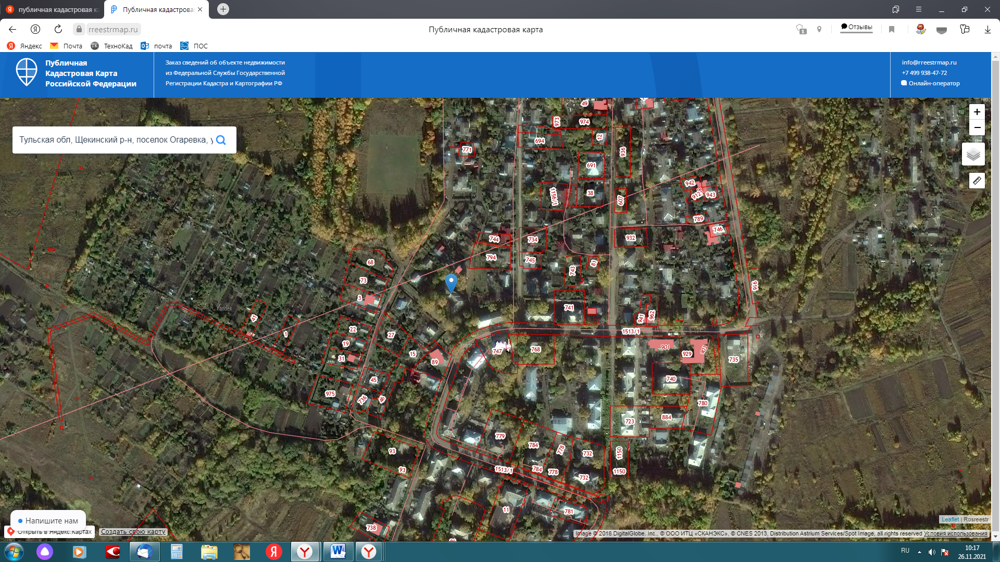 публичная кадастровая к
Публичная кадастрова
rreestrmap.ru
Публичная кадастровая карта
1
Отзывы
Яндекс
Почта
ТехноКад
почта
ПОС
Публичная
Кадастровая Карта
Российской Федерации
Заказ сведений об объекте недвижимости
из Федеральной Службы Государственной
Регистрации Кадастра и Картографии РФ
info@rreestrmap.ru
+7 499 938-47-72
Онлайн-оператор
Тульская обл, Щекинский р-н, поселок Огаревка, у
+
−
49
973
974
12
694
771
936
691
1156/1
38
607
942
912
943
789
746
932
744
734
794
745
743
81
68
73
3
916
741
941
962
41
1
22
27
19
31
15
89
1513/1
747
768
901
929
903
735
45
975
736
46
740
780
723
884
779
784
778
732
1150
93
93
1513/1
784
778
732
1150
11
781
738
Yandex
Yandex
Напишите нам
Открыть в Яндекс.Картах
Создать свою карту
Leaflet | Rosreestr
Image © 2018 DigitalGlobe, Inc., © ООО ИТЦ «СКАНЭКС», © CNES 2013, Distribution Astrium Services/Spot Image, all rights reserved Условия использования
RU
10:17
26.11.2021